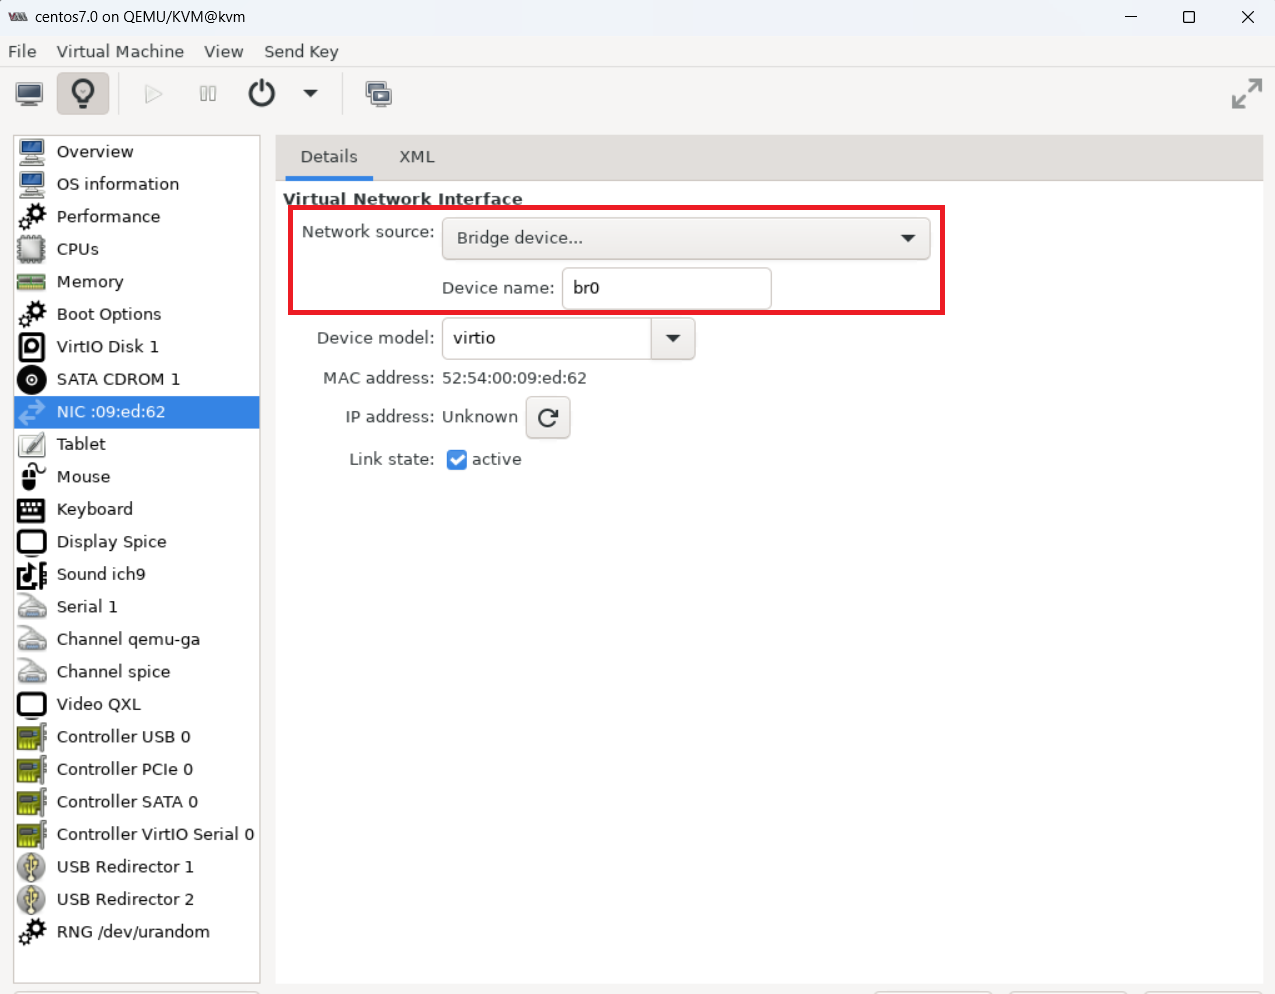 centos7.0 on QEMU/KVM@kvm
File Virtual Machine View Send Key
Overview
OS information
Performance
CPUs
Memory
Boot Options
VirtIO Disk 1
SATA CDROM 1
NIC :09:ed:62
Tablet
Mouse
Keyboard
Display Spice
Sound ich9
Serial 1
Channel qemu-ga
Channel spice
Video QXL
Controller USB 0
Controller PCIe 0
Controller SATA 0
Controller VirtIO Serial 0
USB Redirector 1
USB Redirector 2
RNG /dev/urandom
Details XML
Virtual Network Interface
Network source: Bridge device...
Device name: br0
Device model: virtio
MAC address: 52:54:00:09:ed:62
IP address: Unknown
Link state: active